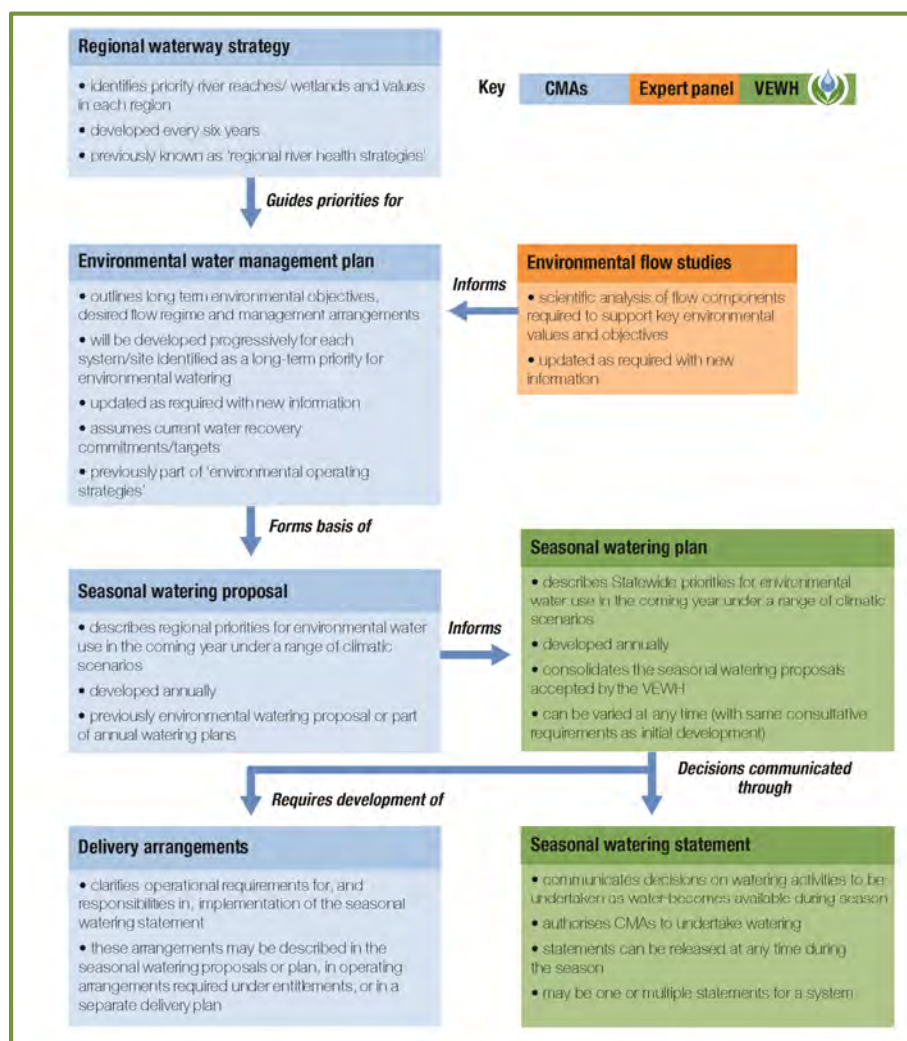 Regional waterway strategy
• identifies priority river reaches/ wetlands and values
in each region
• developed every six years
• previously known as 'regional river health strategies'
Key
CMAs
Expert panel
VEWH
Guides priorities for
Environmental water management plan
• outlines long term environmental objectives,
desired flow regime and management arrangements
• will be developed progressively for each
system/site identified as a long-term priority for
environmental watering
• updated as required with new information
• assumes current water recovery
commitments/targets
• previously part of 'environmental operating
strategies'
Informs
Environmental flow studies
• scientific analysis of flow components
required to support key environmental
values and objectives
• updated as required with new
information
Forms basis of
Seasonal watering proposal
• describes regional priorities for environmental water
use in the coming year under a range of climatic
scenarios
• developed annually
• previously environmental watering proposal or part
of annual watering plans
Informs
Seasonal watering plan
• describes Statewide priorities for environmental
water use in the coming year under a range of climatic
scenarios
• developed annually
• consolidates the seasonal watering proposals
accepted by the VEWH
• can be varied at any time (with same consultative
requirements as initial development)
Requires development of
Decisions communicated
through
Delivery arrangements
• clarifies operational requirements for, and
responsibilities in, implementation of the seasonal
watering statement
• these arrangements may be described in the
seasonal watering proposals or plan, in operating
arrangements required under entitlements, or in a
separate delivery plan
Seasonal watering statement
• communicates decisions on watering activities to be
undertaken as water becomes available during season
• authorises CMAs to undertake watering
• statements can be released at any time during
the season
• may be one or multiple statements for a system